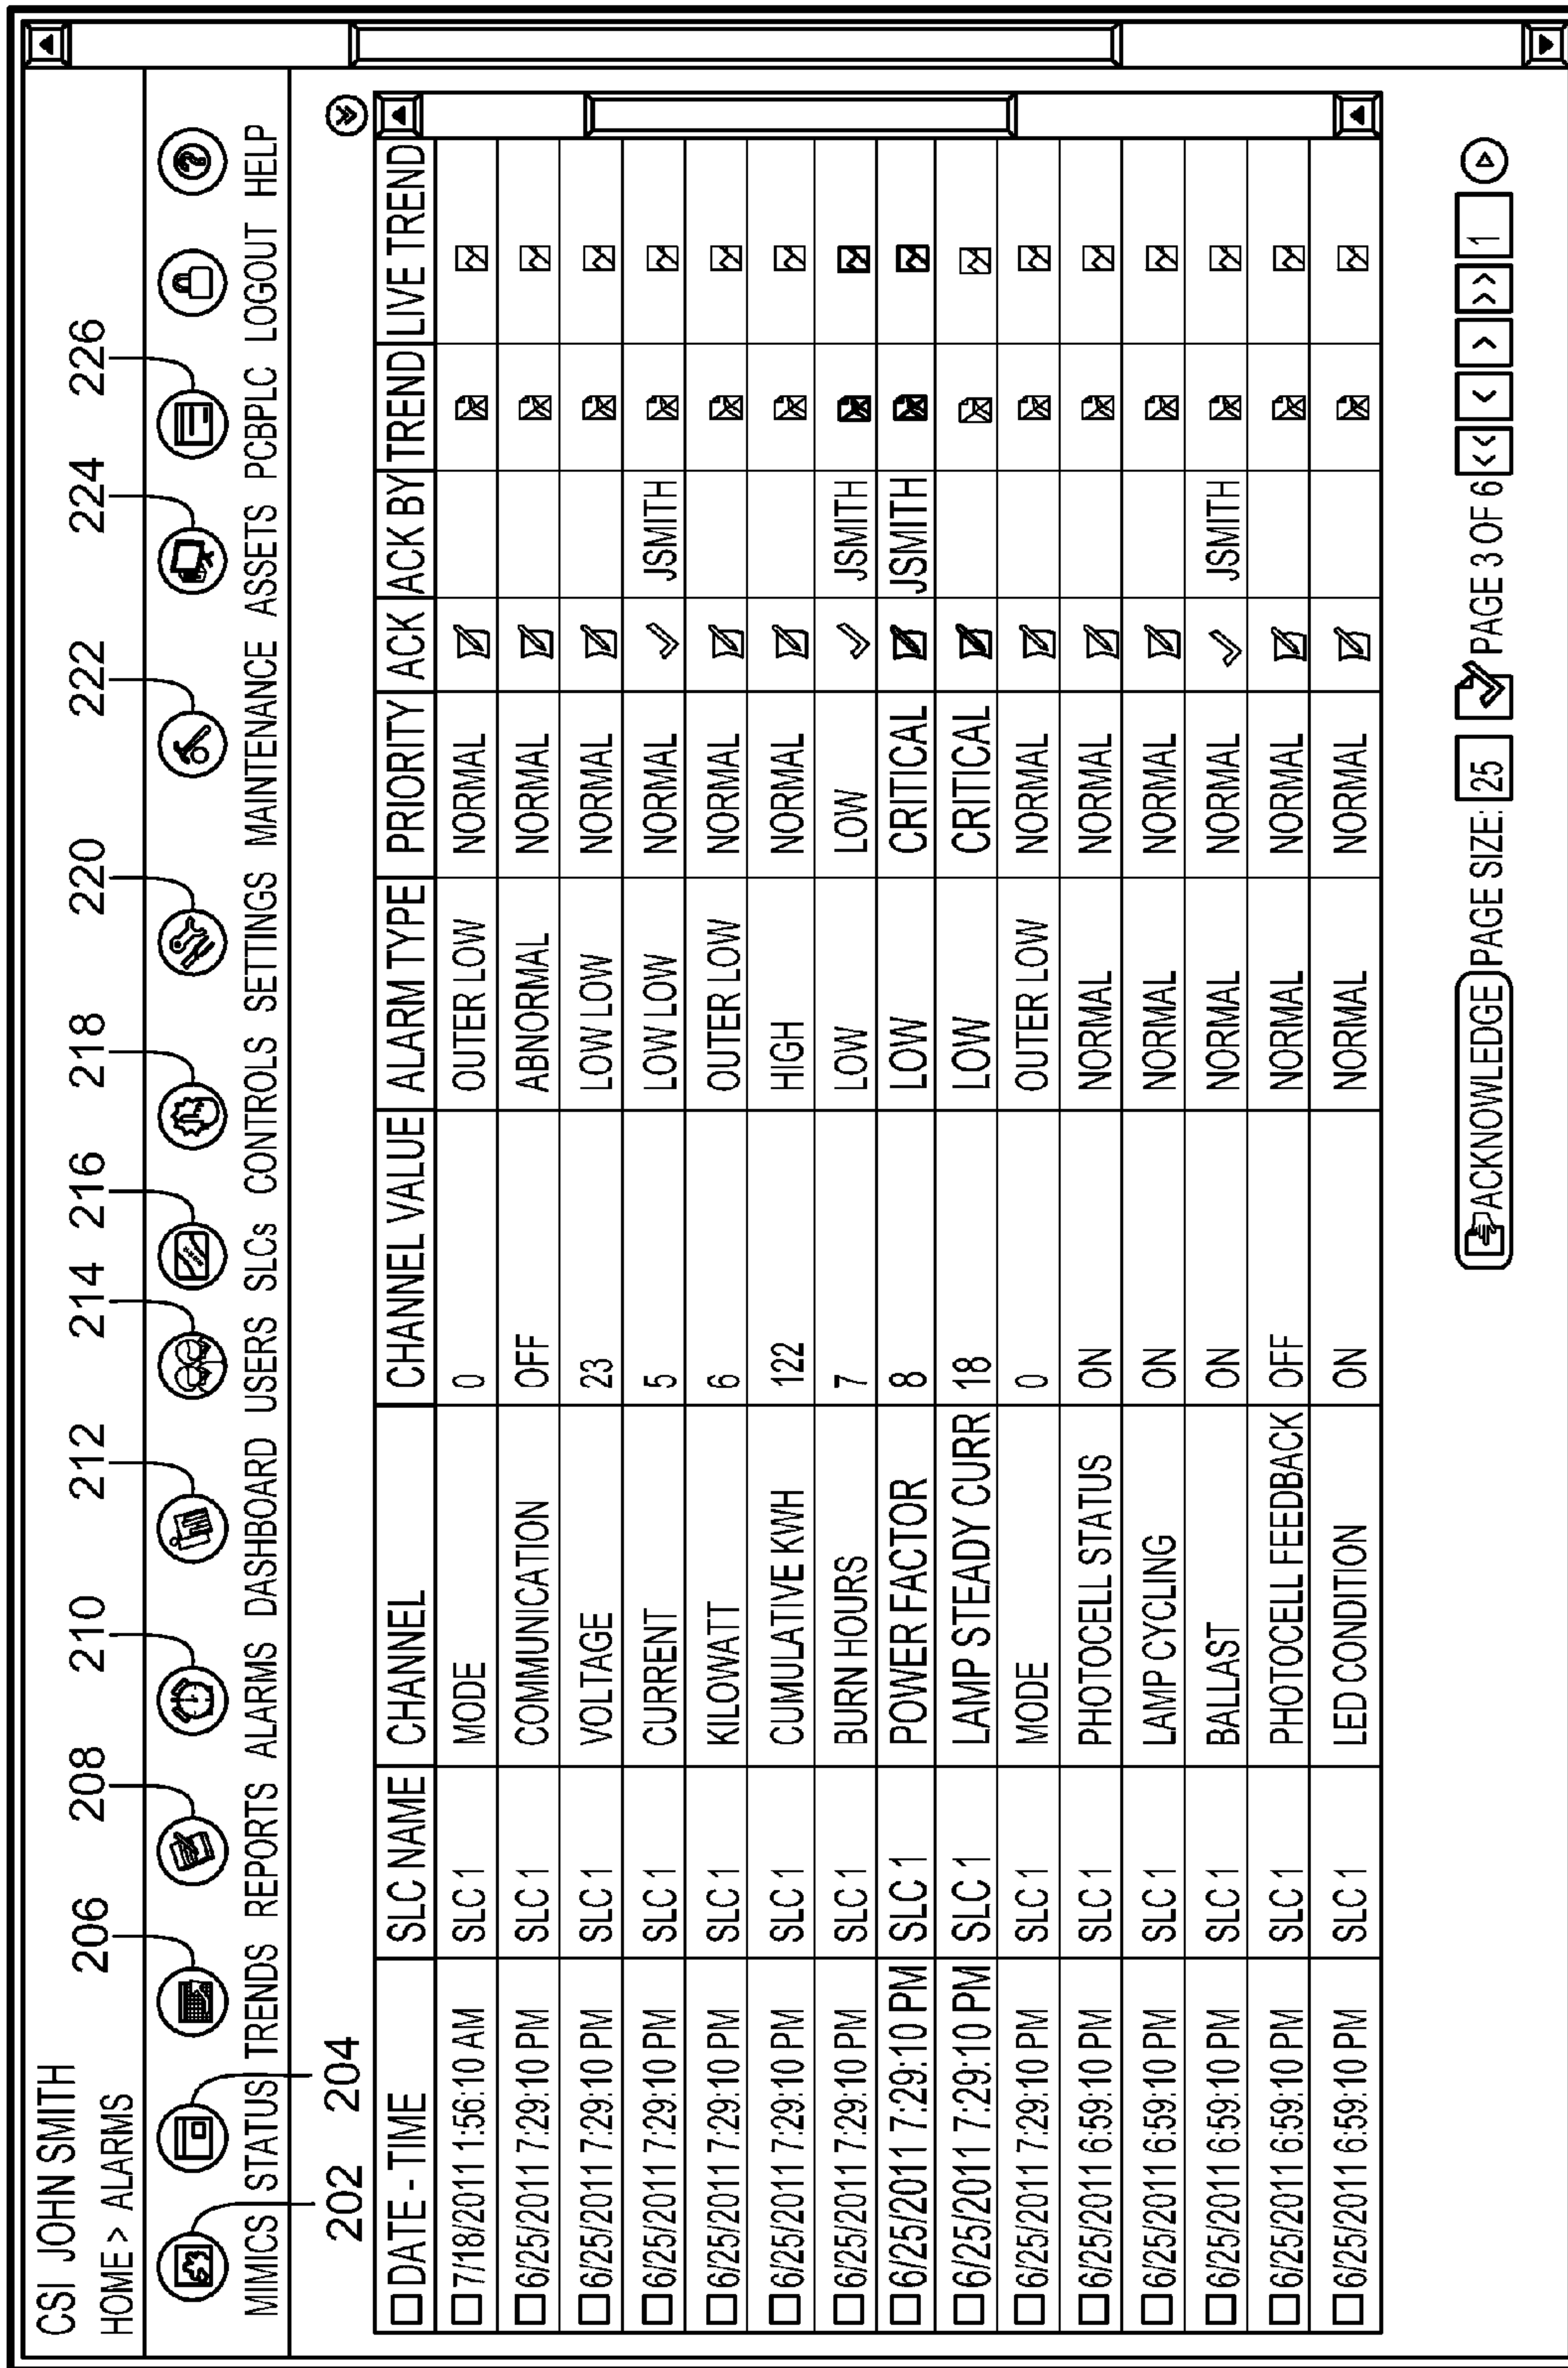 CSI JOHN SMITH
HOME > ALARMS
206 208 210 212 214 216 218 220 222 224 226
MIMICS STATUS TRENDS REPORTS ALARMS DASHBOARD USERS SLCs CONTROLS SETTINGS MAINTENANCE ASSETS PCBPLC LOGOUT HELP
202 204
DATE - TIME SLC NAME CHANNEL CHANNEL VALUE ALARM TYPE PRIORITY ACK ACK BY TREND LIVE TREND
7/18/2011 1:56:10 AM SLC 1 MODE 0 OUTER LOW NORMAL
6/25/2011 7:29:10 PM SLC 1 COMMUNICATION OFF ABNORMAL NORMAL
6/25/2011 7:29:10 PM SLC 1 VOLTAGE 23 LOW LOW NORMAL
6/25/2011 7:29:10 PM SLC 1 CURRENT 5 LOW LOW NORMAL JSMITH
6/25/2011 7:29:10 PM SLC 1 KILOWATT 6 OUTER LOW NORMAL
6/25/2011 7:29:10 PM SLC 1 CUMULATIVE KWH 122 HIGH NORMAL
6/25/2011 7:29:10 PM SLC 1 BURN HOURS 7 LOW LOW JSMITH
6/25/2011 7:29:10 PM SLC 1 POWER FACTOR 8 LOW CRITICAL JSMITH
6/25/2011 7:29:10 PM SLC 1 LAMP STEADY CURR 18 LOW CRITICAL
6/25/2011 7:29:10 PM SLC 1 MODE 0 OUTER LOW NORMAL
6/25/2011 6:59:10 PM SLC 1 PHOTOCELL STATUS ON NORMAL NORMAL
6/25/2011 6:59:10 PM SLC 1 LAMP CYCLING ON NORMAL NORMAL
6/25/2011 6:59:10 PM SLC 1 BALLAST ON NORMAL NORMAL JSMITH
6/25/2011 6:59:10 PM SLC 1 PHOTOCELL FEEDBACK OFF NORMAL NORMAL
6/25/2011 6:59:10 PM SLC 1 LED CONDITION ON NORMAL NORMAL
ACKNOWLEDGE PAGE SIZE: 25 PAGE 3 OF 6 << < > >> 1